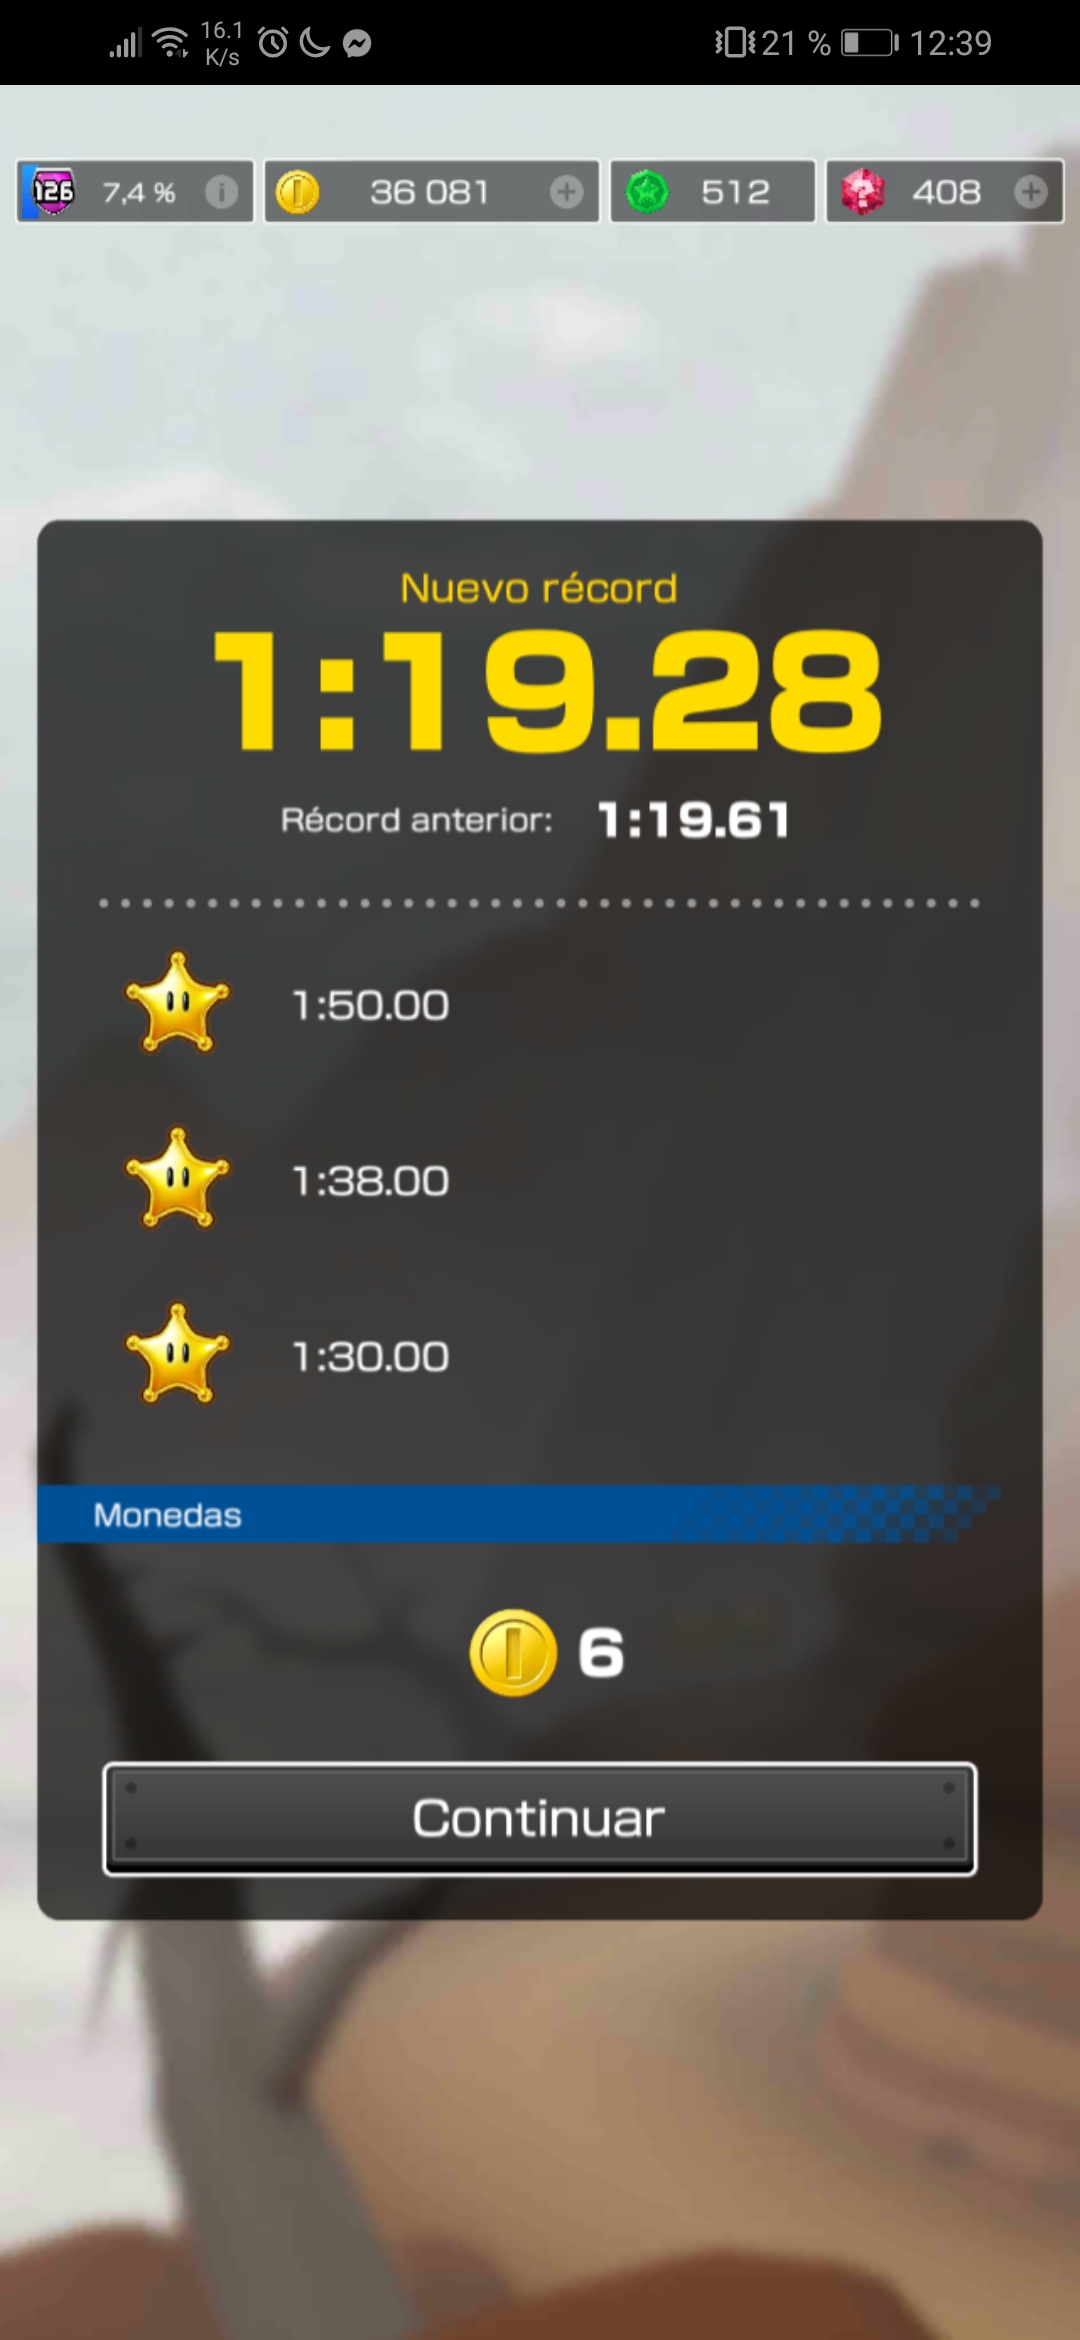 16.1
K/s
21 %
12:39
126
7,4 %
36 081
512
408
Nuevo récord
1:19.28
Récord anterior: 1:19.61
1:50.00
1:38.00
1:30.00
Monedas
6
Continuar